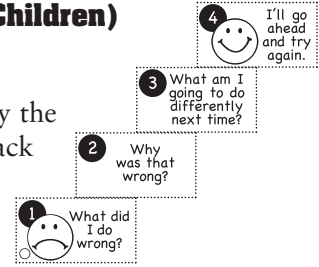 Children)
4
I'll go
ahead
and try
again.
3
What am I
going to do
differently
next time?
y the
ack
2
Why
was that
wrong?
1
What did
I do
wrong?